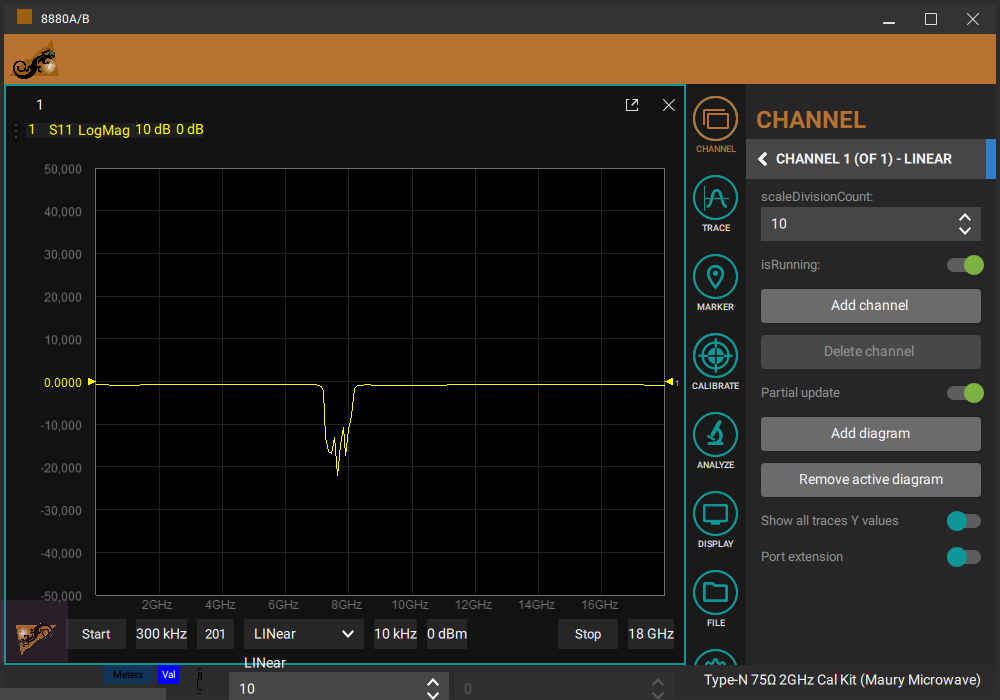 8880A/B
1
1 S11 LogMag 10 dB 0 dB
50,000
40,000
30,000
20,000
10,000
0.0000
1
-10,000
-20,000
-30,000
-40,000
-50,000
2GHz 4GHz 6GHz 8GHz 10GHz 12GHz 14GHz 16GHz
Start 300 kHz 201 LINear 10 kHz 0 dBm Stop 18 GHz
LINear
Meters Val
10 0
CHANNEL
TRACE
MARKER
CALIBRATE
ANALYZE
DISPLAY
FILE
CHANNEL
CHANNEL 1 (OF 1) - LINEAR
scaleDivisionCount:
10
isRunning:
Add channel
Delete channel
Partial update
Add diagram
Remove active diagram
Show all traces Y values
Port extension
Type-N 75Ω 2GHz Cal Kit (Maury Microwave)